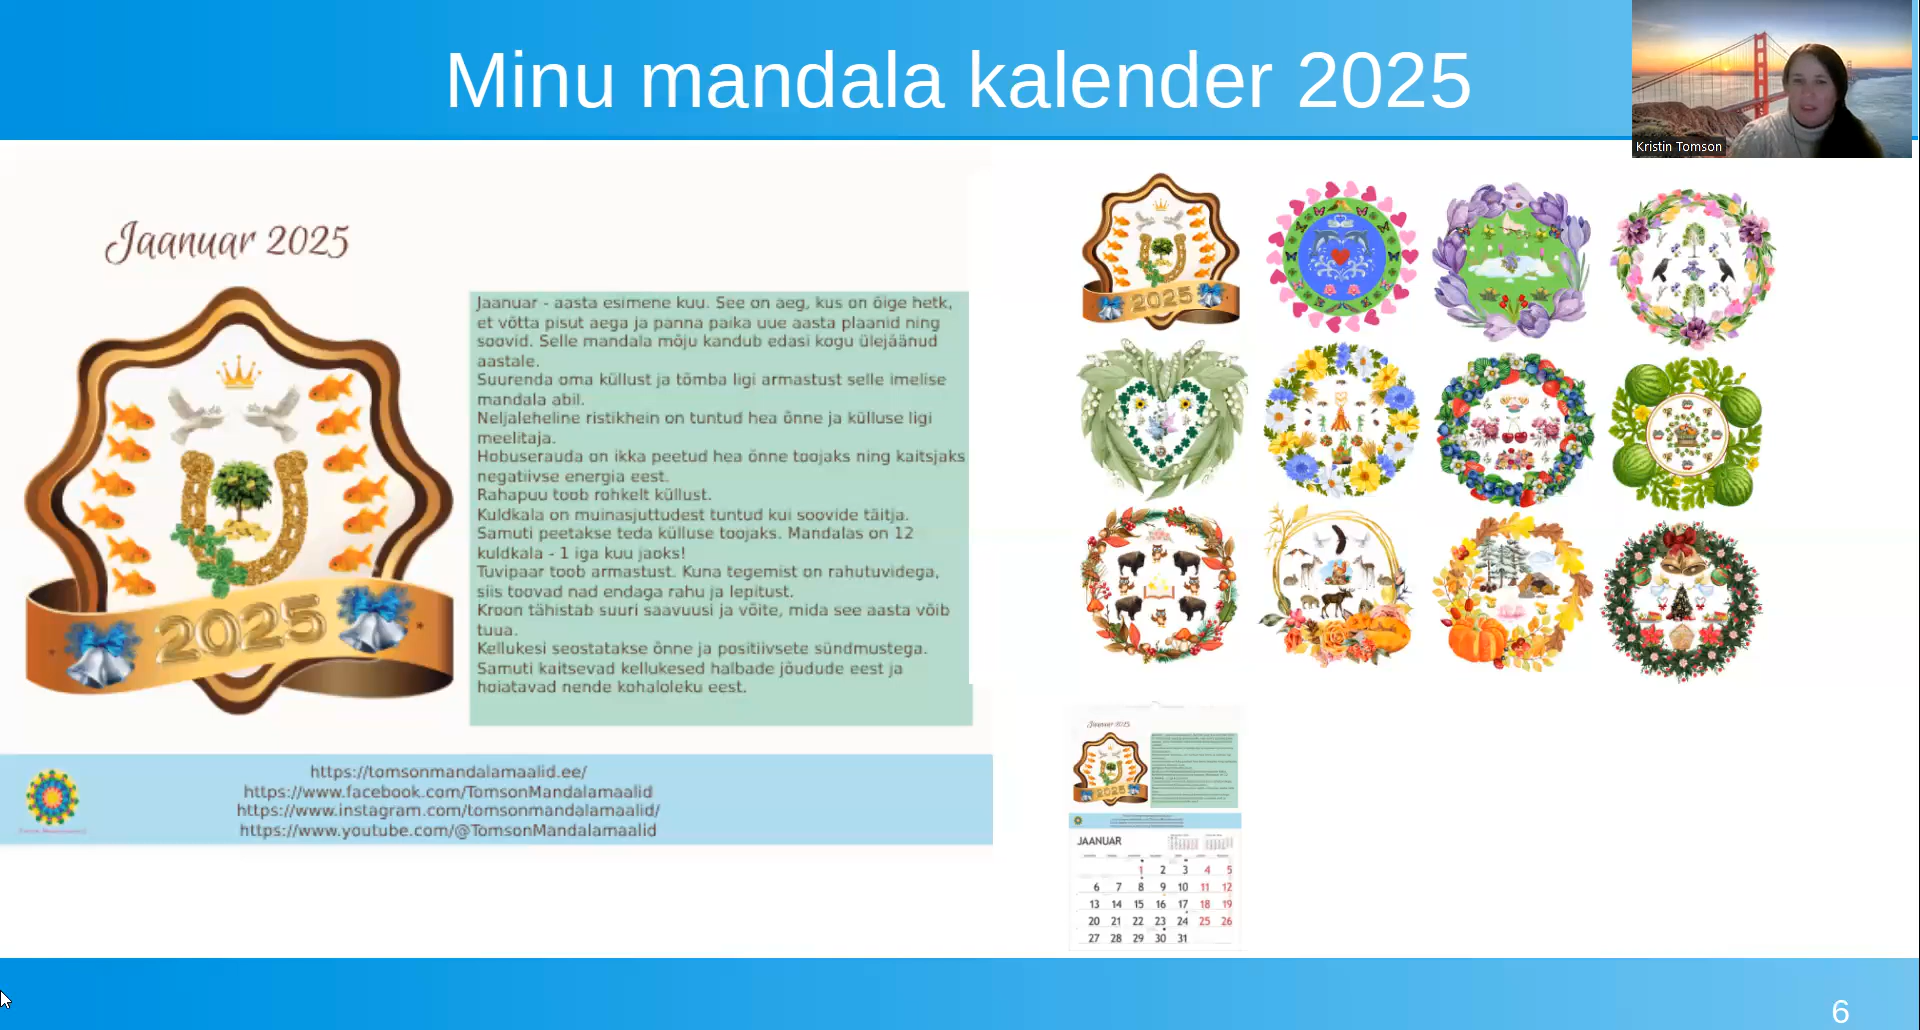 Minu mandala kalender 2025
Kristin Tomson
Jaanuar 2025
2025
Jaanuar - aasta esimene kuu. See on aeg, kus on õige hetk,
et võtta pisut aega ja panna paika uue aasta plaanid ning
soovid. Selle mandala mõju kandub edasi kogu ülejäänud
aastale.
Suurenda oma küllust ja tõmba ligi armastust selle imelise
mandala abil.
Neljaleheline ristikhein on tuntud hea õnne ja külluse ligi
meelitaja.
Hobuserauda on ikka peetud hea õnne toojaks ning kaitsjaks
negatiivse energia eest.
Rahapuu toob rohkelt küllust.
Kuldkala on muinasjuttudest tuntud kui soovide täitja.
Samuti peetakse teda külluse toojaks. Mandalas on 12
kuldkala - 1 iga kuu jaoks!
Tuvipaar toob armastust. Kuna tegemist on rahutuvidega,
siis toovad nad endaga rahu ja lepitust.
Kroon tähistab suuri saavuusi ja võite, mida see aasta võib
tuua.
Kellukesi seostatakse õnne ja positiivsete sündmustega.
Samuti kaitsevad kellukesed halbade jõudude eest ja
hoiatavad nende kohaloleku eest.
https://tomsonmandalamaalid.ee/
https://www.facebook.com/TomsonMandalamaalid
https://www.instagram.com/tomsonmandalamaalid/
https://www.youtube.com/@TomsonMandalamaalid
2025
Jaanuar 2025
2025
JAANUAR
1 2 3 4 5
6 7 8 9 10 11 12
13 14 15 16 17 18 19
20 21 22 23 24 25 26
27 28 29 30 31
6